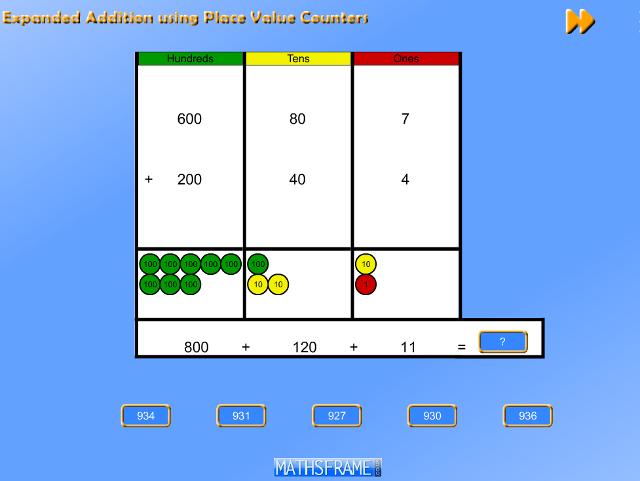 Expanded Addition using Place Value Counters
Hundreds Tens Ones
600 80 7
+ 200 40 4
100 100 100 100 100 100 10
100 100 100 10 10 1
800 + 120 + 11 = ?
934 931 927 930 936
MATHSFRAME